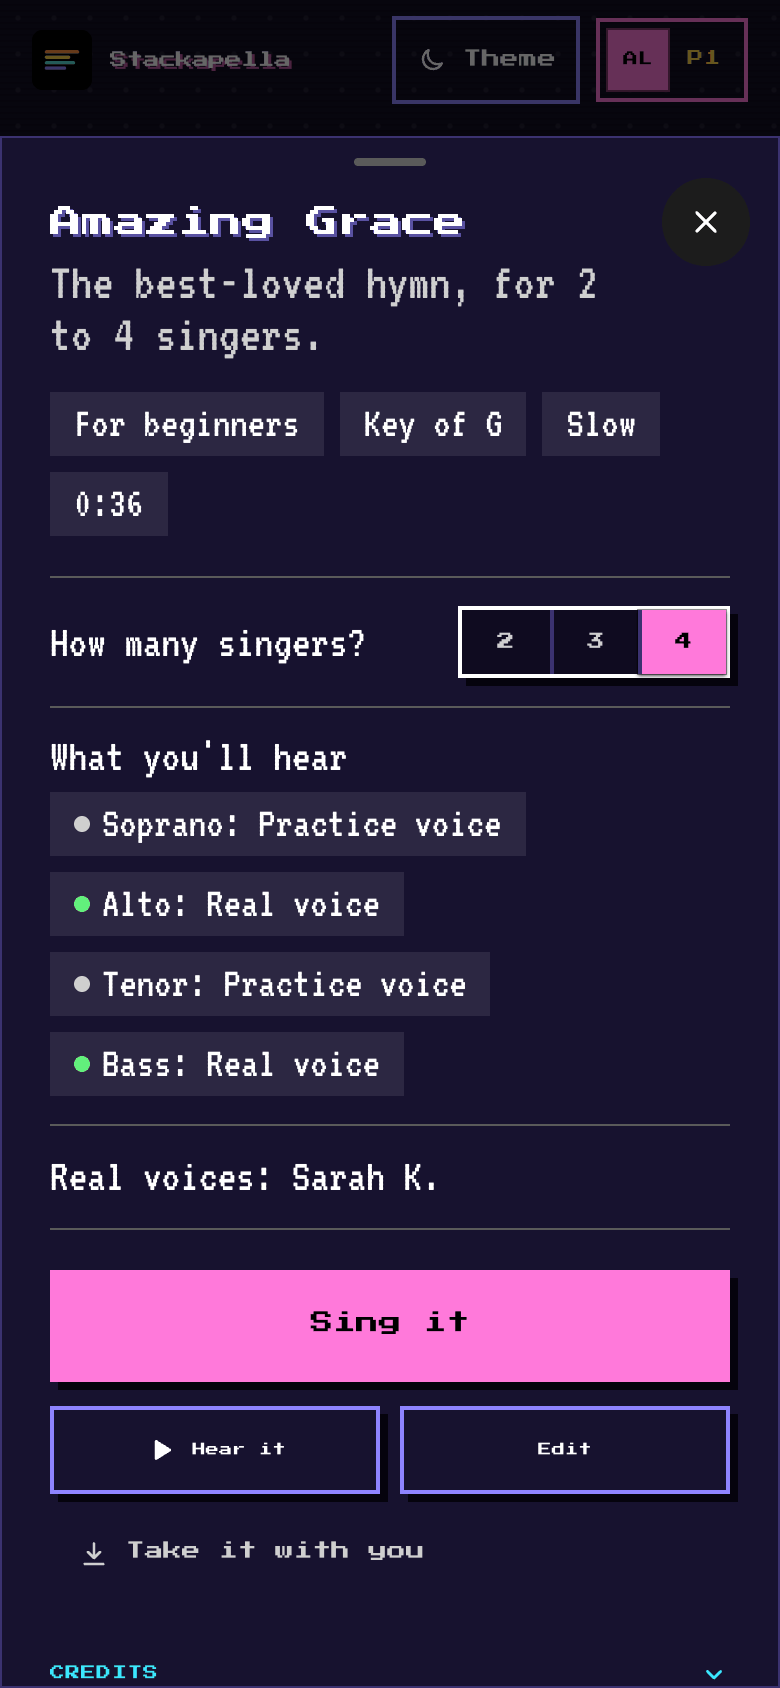 Stackapella
Theme
AL
P1
Amazing Grace
The best-loved hymn, for 2
to 4 singers.
For beginners
Key of G
Slow
0:36
How many singers?
2
3
4
What you'll hear
Soprano: Practice voice
Alto: Real voice
Tenor: Practice voice
Bass: Real voice
Real voices: Sarah K.
Sing it
Hear it
Edit
Take it with you
CREDITS